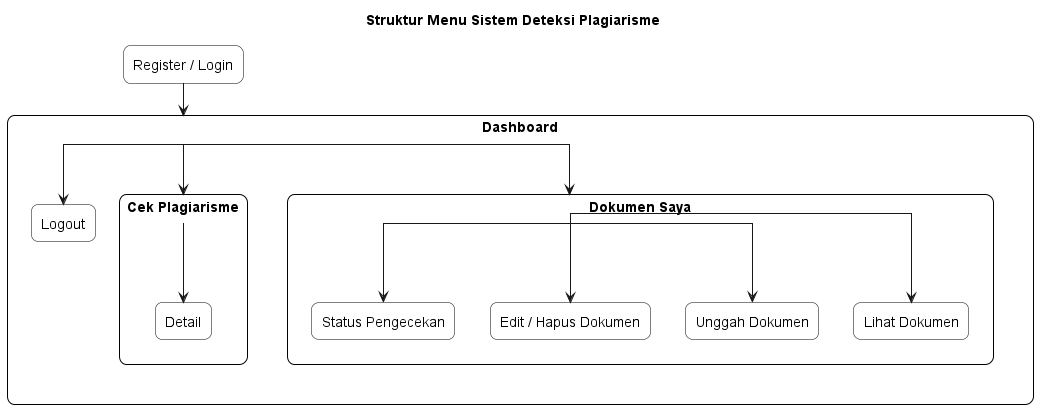 Struktur Menu Sistem Deteksi Plagiarisme
Register / Login
Dashboard
Logout
Cek Plagiarisme
Detail
Dokumen Saya
Status Pengecekan
Edit / Hapus Dokumen
Unggah Dokumen
Lihat Dokumen